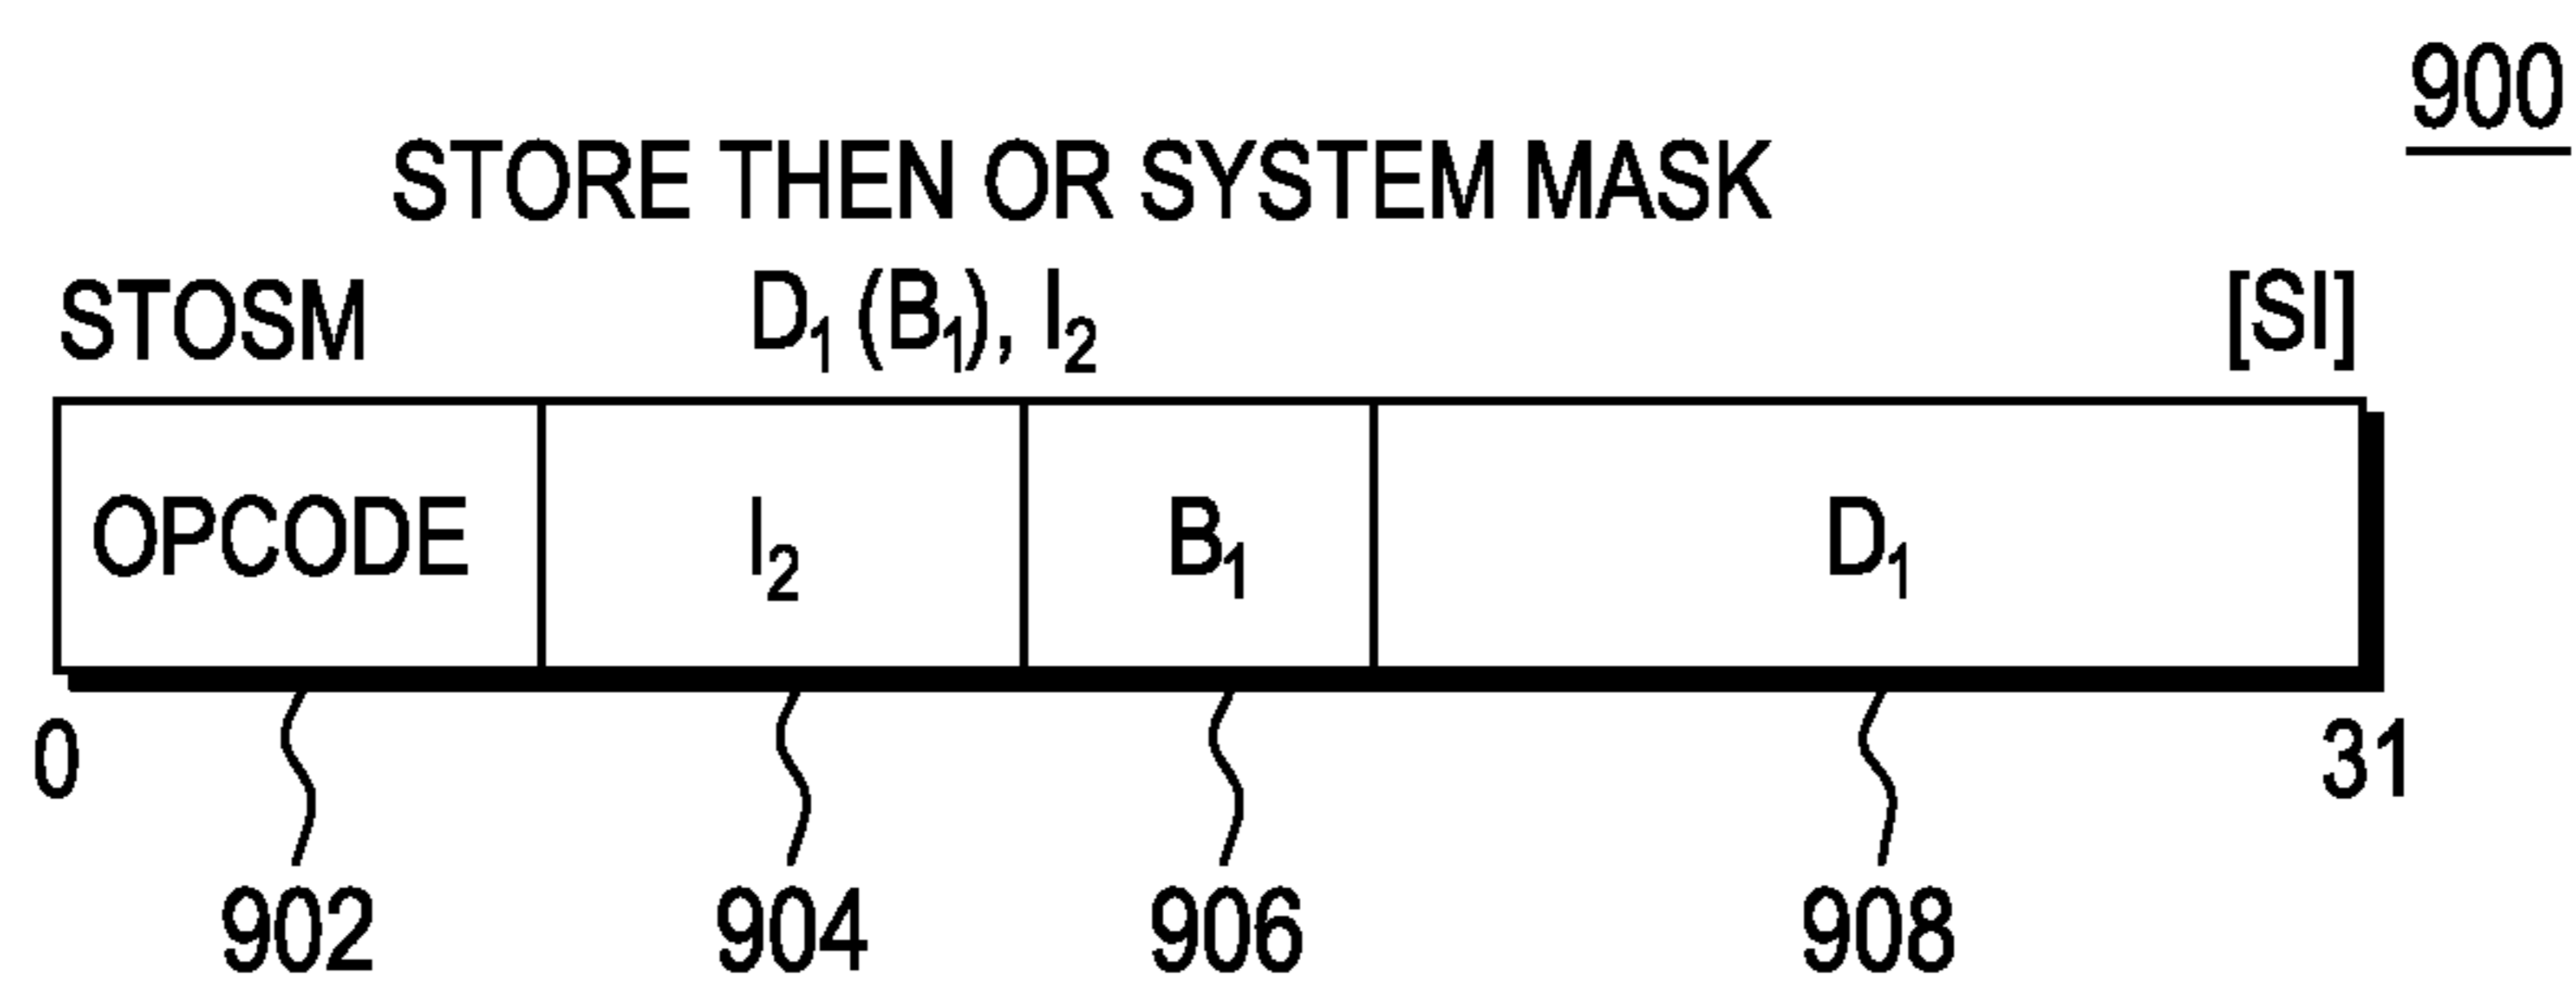 900
STORE THEN OR SYSTEM MASK
STOSM D₁ (B₁), I₂ [SI]
OPCODE I₂ B₁ D₁
0 31
902 904 906 908